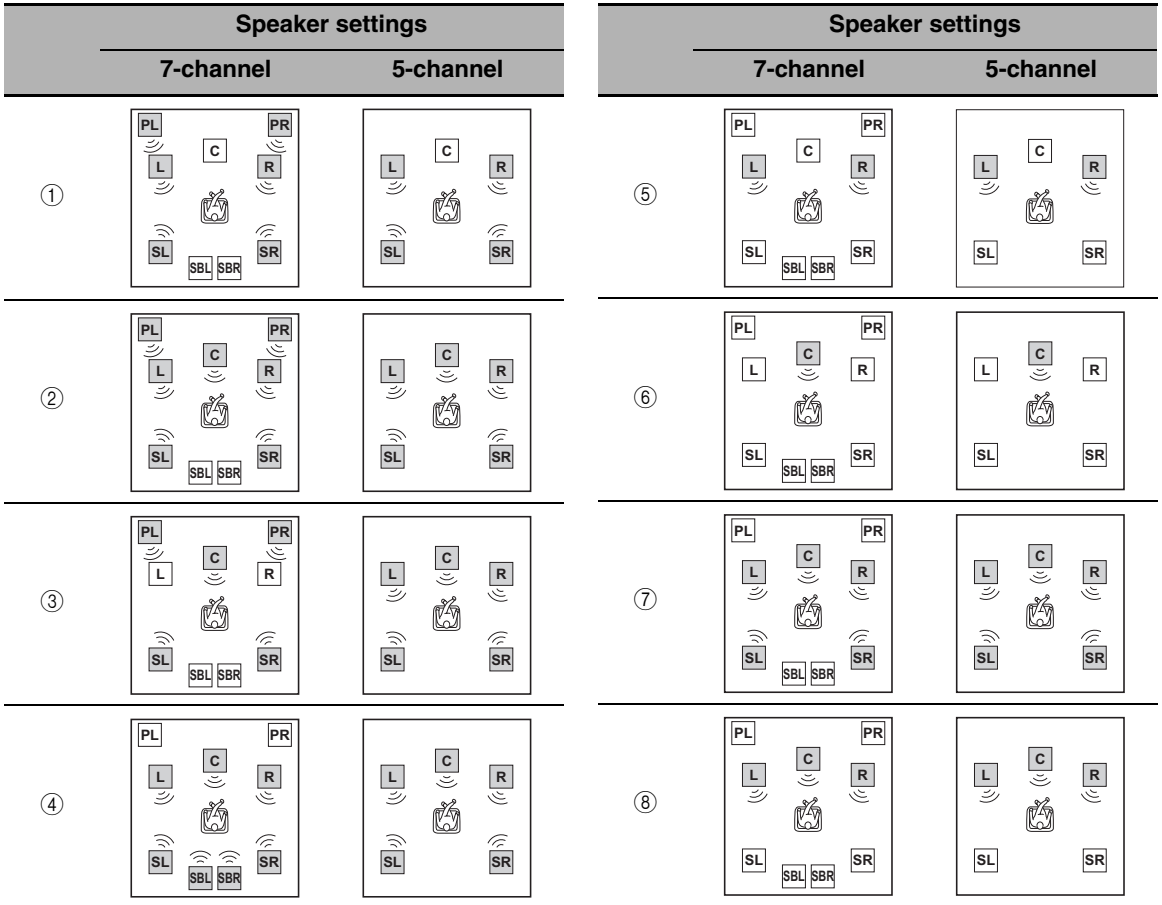 Speaker settings
7-channel 5-channel
①
PL PR
C
L R
SL SR
SBL SBR
C
L R
SL SR
②
PL PR
C
L R
SL SR
SBL SBR
C
L R
SL SR
③
PL PR
C
L R
SL SR
SBL SBR
C
L R
SL SR
④
PL PR
C
L R
SL SR
SBL SBR
C
L R
SL SR
Speaker settings
7-channel 5-channel
⑤
PL PR
C
L R
SL SR
SBL SBR
C
L R
SL SR
⑥
PL PR
C
L R
SL SR
SBL SBR
C
L R
SL SR
⑦
PL PR
C
L R
SL SR
SBL SBR
C
L R
SL SR
⑧
PL PR
C
L R
SL SR
SBL SBR
C
L R
SL SR